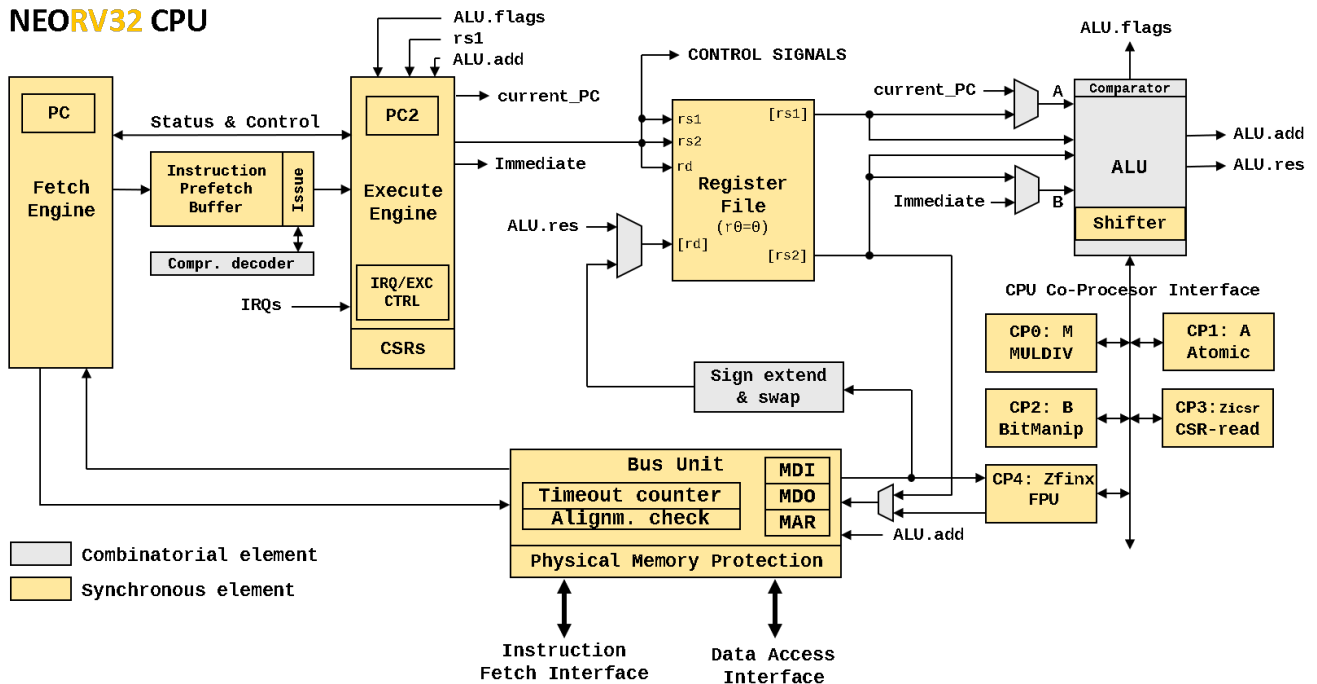 NEORV32 CPU
ALU.flags
rs1
ALU.add
PC
Fetch
Engine
Status & Control
Instruction
Prefetch
Buffer
Issue
Compr. decoder
PC2
Execute
Engine
IRQ/EXC
CTRL
CSRs
IRQs
current_PC
Immediate
CONTROL SIGNALS
rs1
rs2
rd
[rs1]
Register
File
(r0=0)
[rd]
[rs2]
ALU.res
current_PC
A
Immediate
B
ALU.flags
Comparator
ALU
Shifter
ALU.add
ALU.res
CPU Co-Procesor Interface
CP0: M
MULDIV
CP1: A
Atomic
CP2: B
BitManip
CP3:Zicsr
CSR-read
CP4: Zfinx
FPU
Sign extend
& swap
Bus Unit
Timeout counter
Alignm. check
MDI
MDO
MAR
ALU.add
Physical Memory Protection
Combinatorial element
Synchronous element
Instruction
Fetch Interface
Data Access
Interface